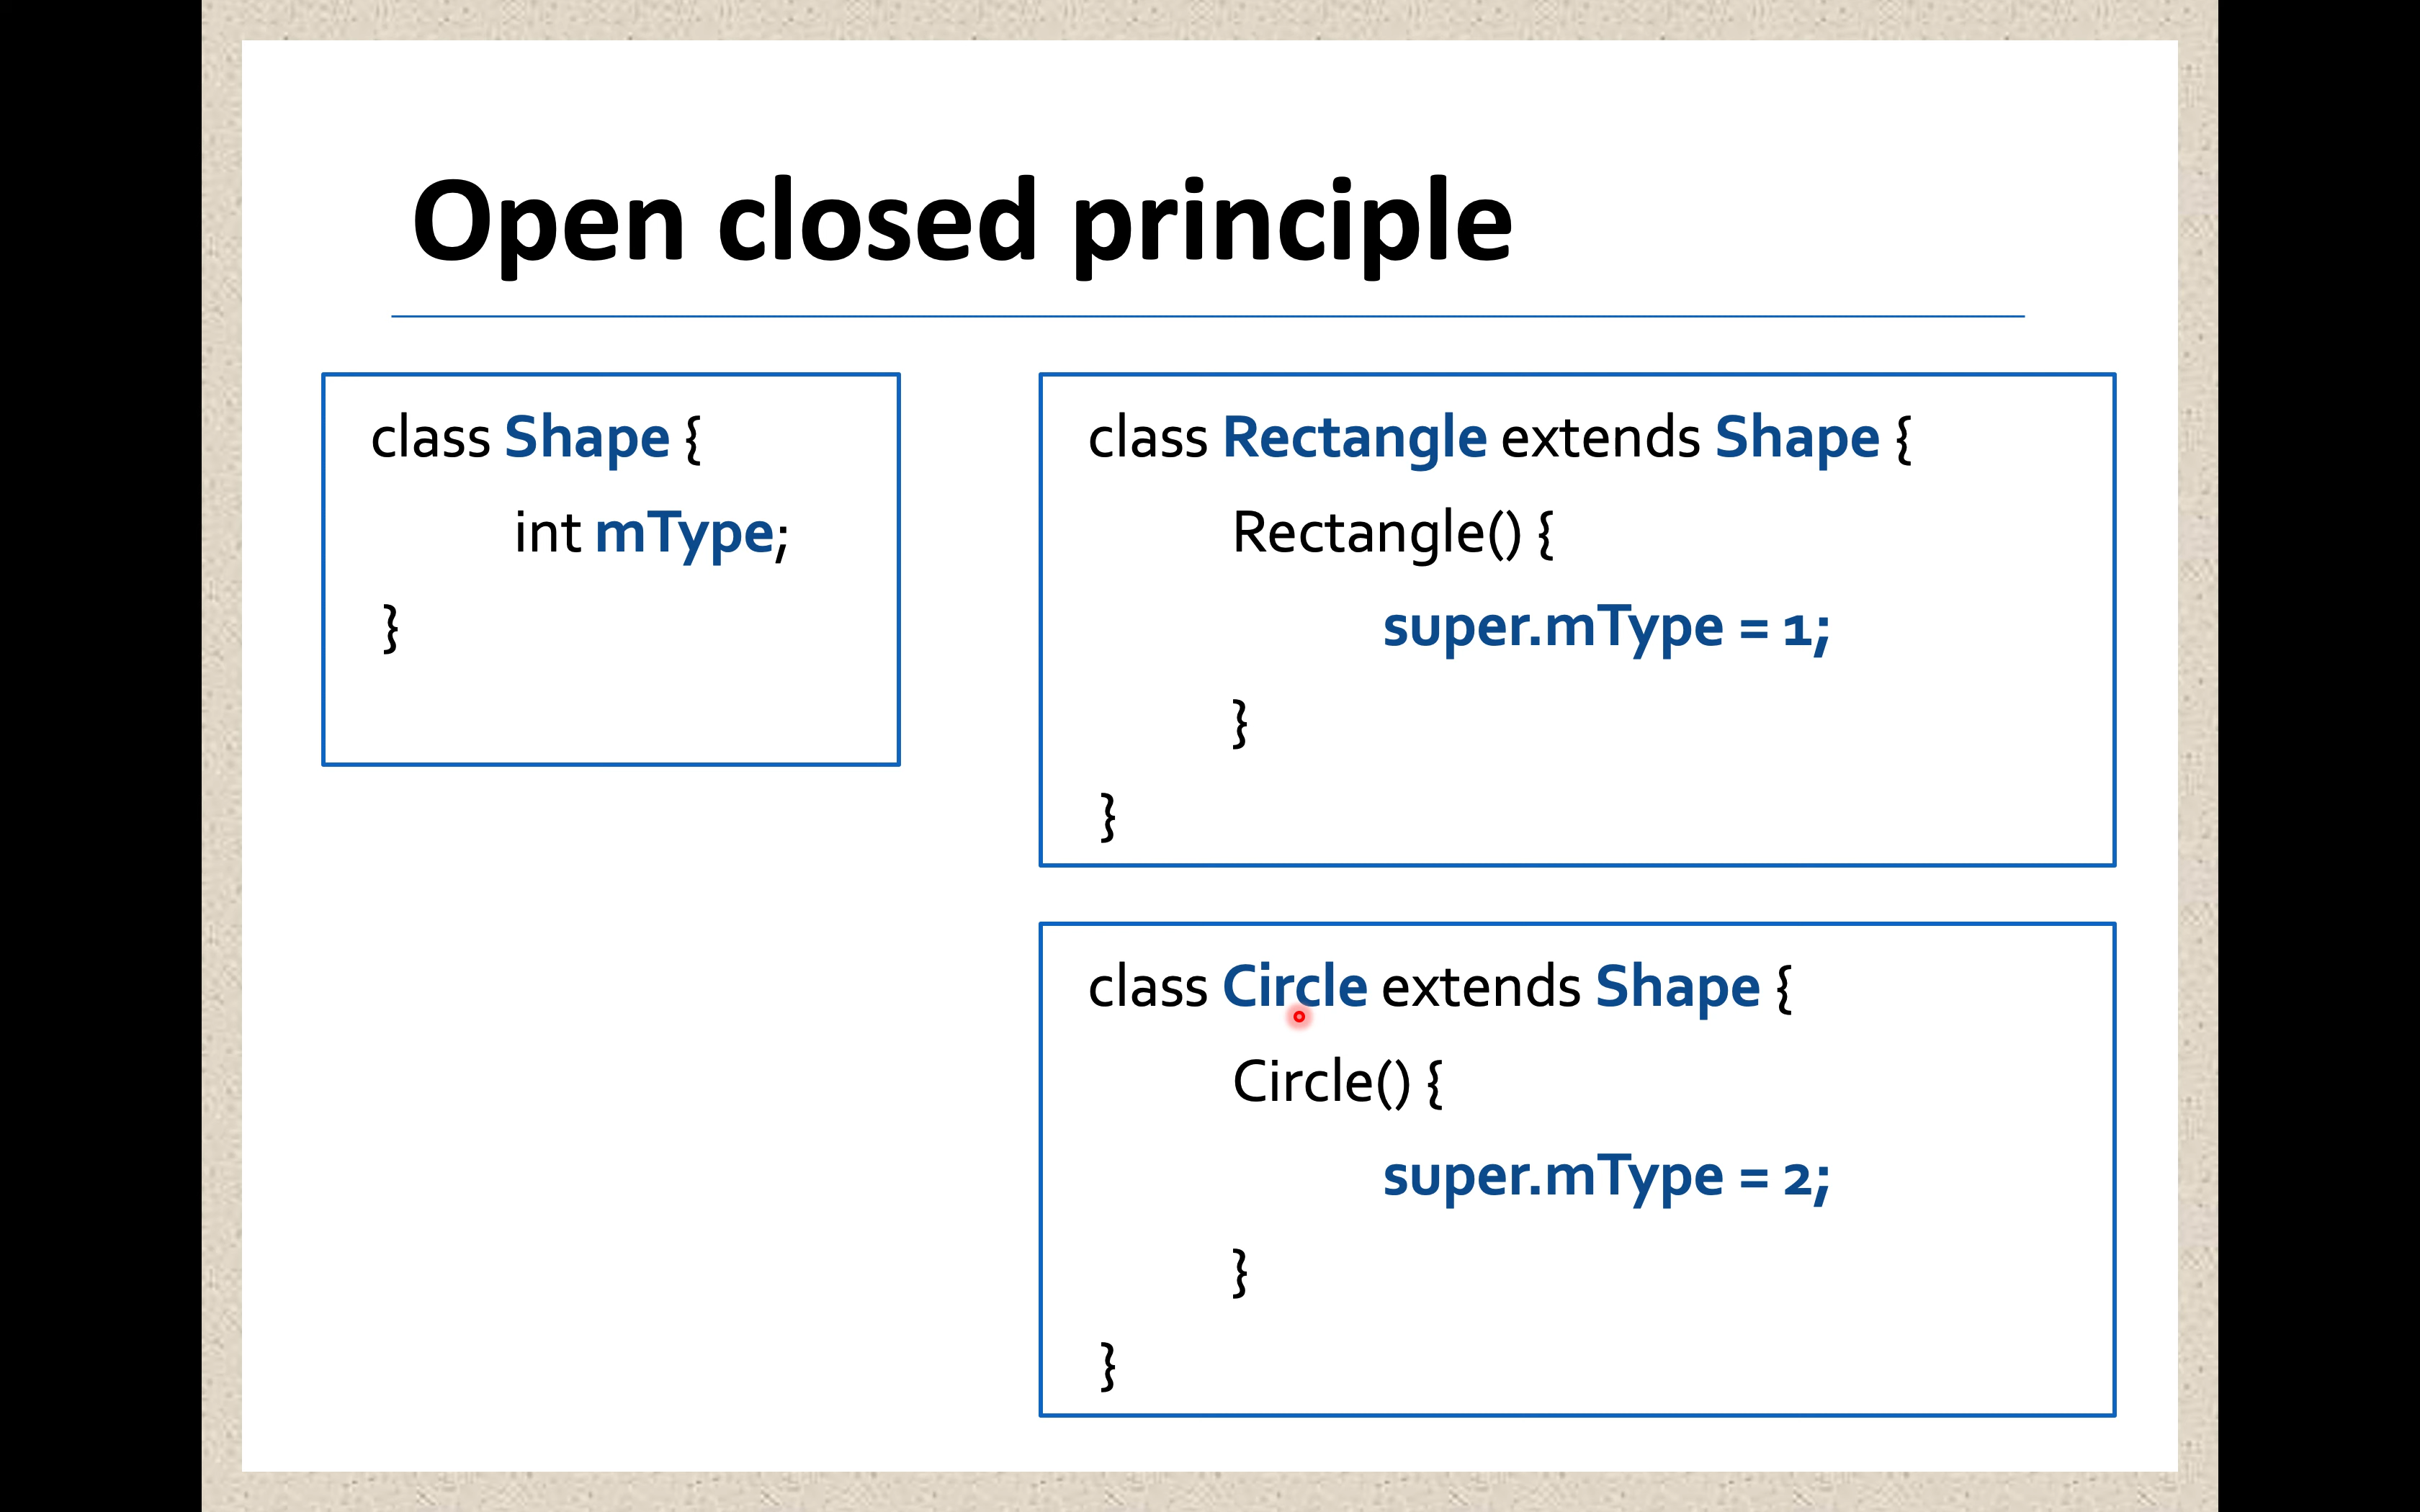 Open closed principle
class Shape {
int mType;
}
class Rectangle extends Shape {
Rectangle() {
super.mType = 1;
}
}
class Circle extends Shape {
Circle() {
super.mType = 2;
}
}